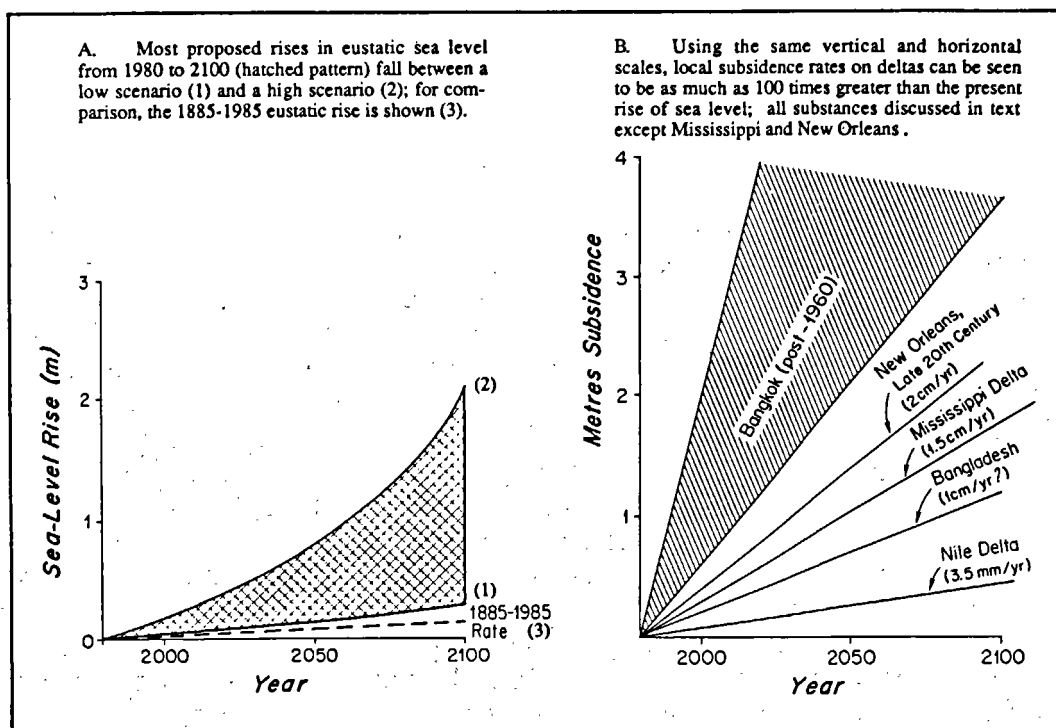 A. Most proposed rises in eustatic sea level
from 1980 to 2100 (hatched pattern) fall between a
low scenario (1) and a high scenario (2); for com-
parison, the 1885-1985 eustatic rise is shown (3).
3
2
1
0
Sea-Level Rise (m)
(2)
(1)
1885-1985
Rate (3)
2000
2050
2100
Year
B. Using the same vertical and horizontal
scales, local subsidence rates on deltas can be seen
to be as much as 100 times greater than the present
rise of sea level; all substances discussed in text
except Mississippi and New Orleans.
4
3
2
1
Metres Subsidence
Bangkok (post-1960)
New Orleans,
Late 20th Century
(2cm/yr)
Mississippi Delta
(1.5cm/yr)
Bangladesh
(1cm/yr?)
Nile Delta
(3.5mm/yr)
2000
2050
2100
Year